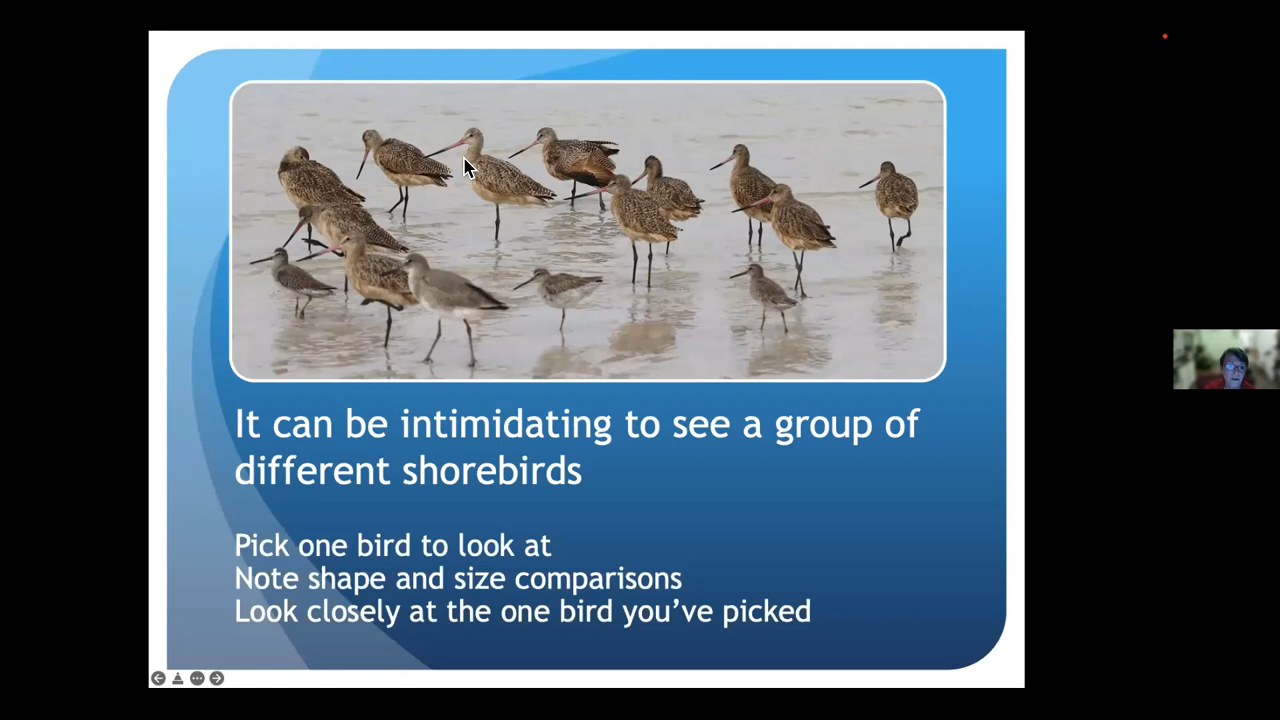 It can be intimidating to see a group of
different shorebirds
Pick one bird to look at
Note shape and size comparisons
Look closely at the one bird you’ve picked